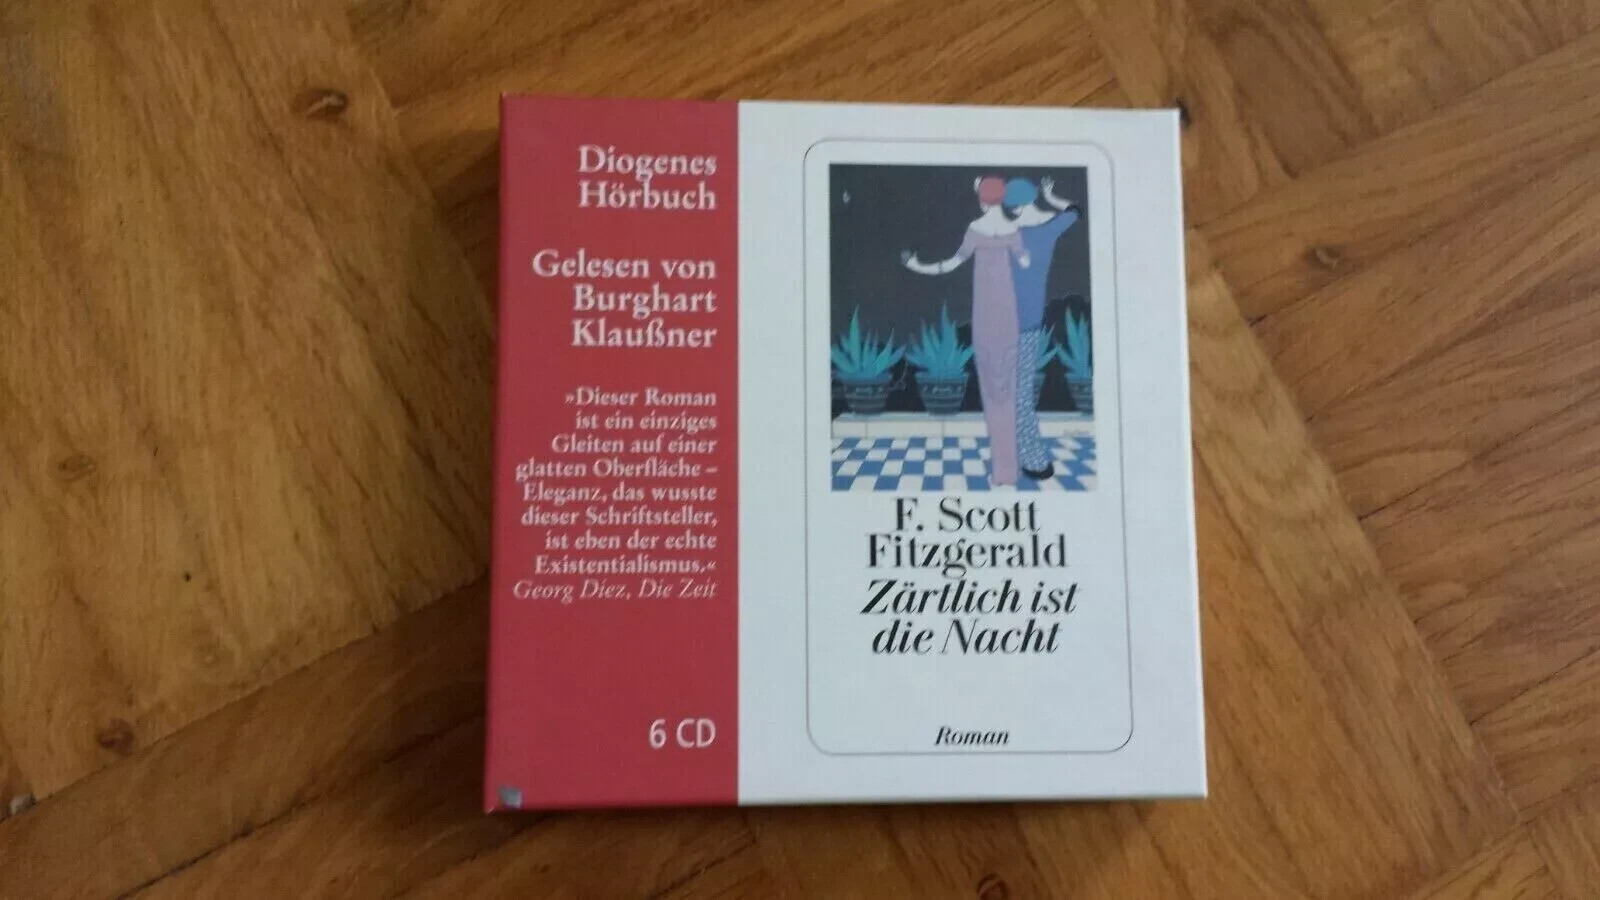 Diogenes
Hörbuch
Gelesen von
Burghart
Klaußner
»Dieser Roman
ist ein einziges
Gleiten auf einer
glatten Oberfläche –
Eleganz, das wusste
dieser Schriftsteller,
ist eben der echte
Existentialismus.«
Georg Diez, Die Zeit
6 CD
F. Scott
Fitzgerald
Zärtlich ist
die Nacht
Roman